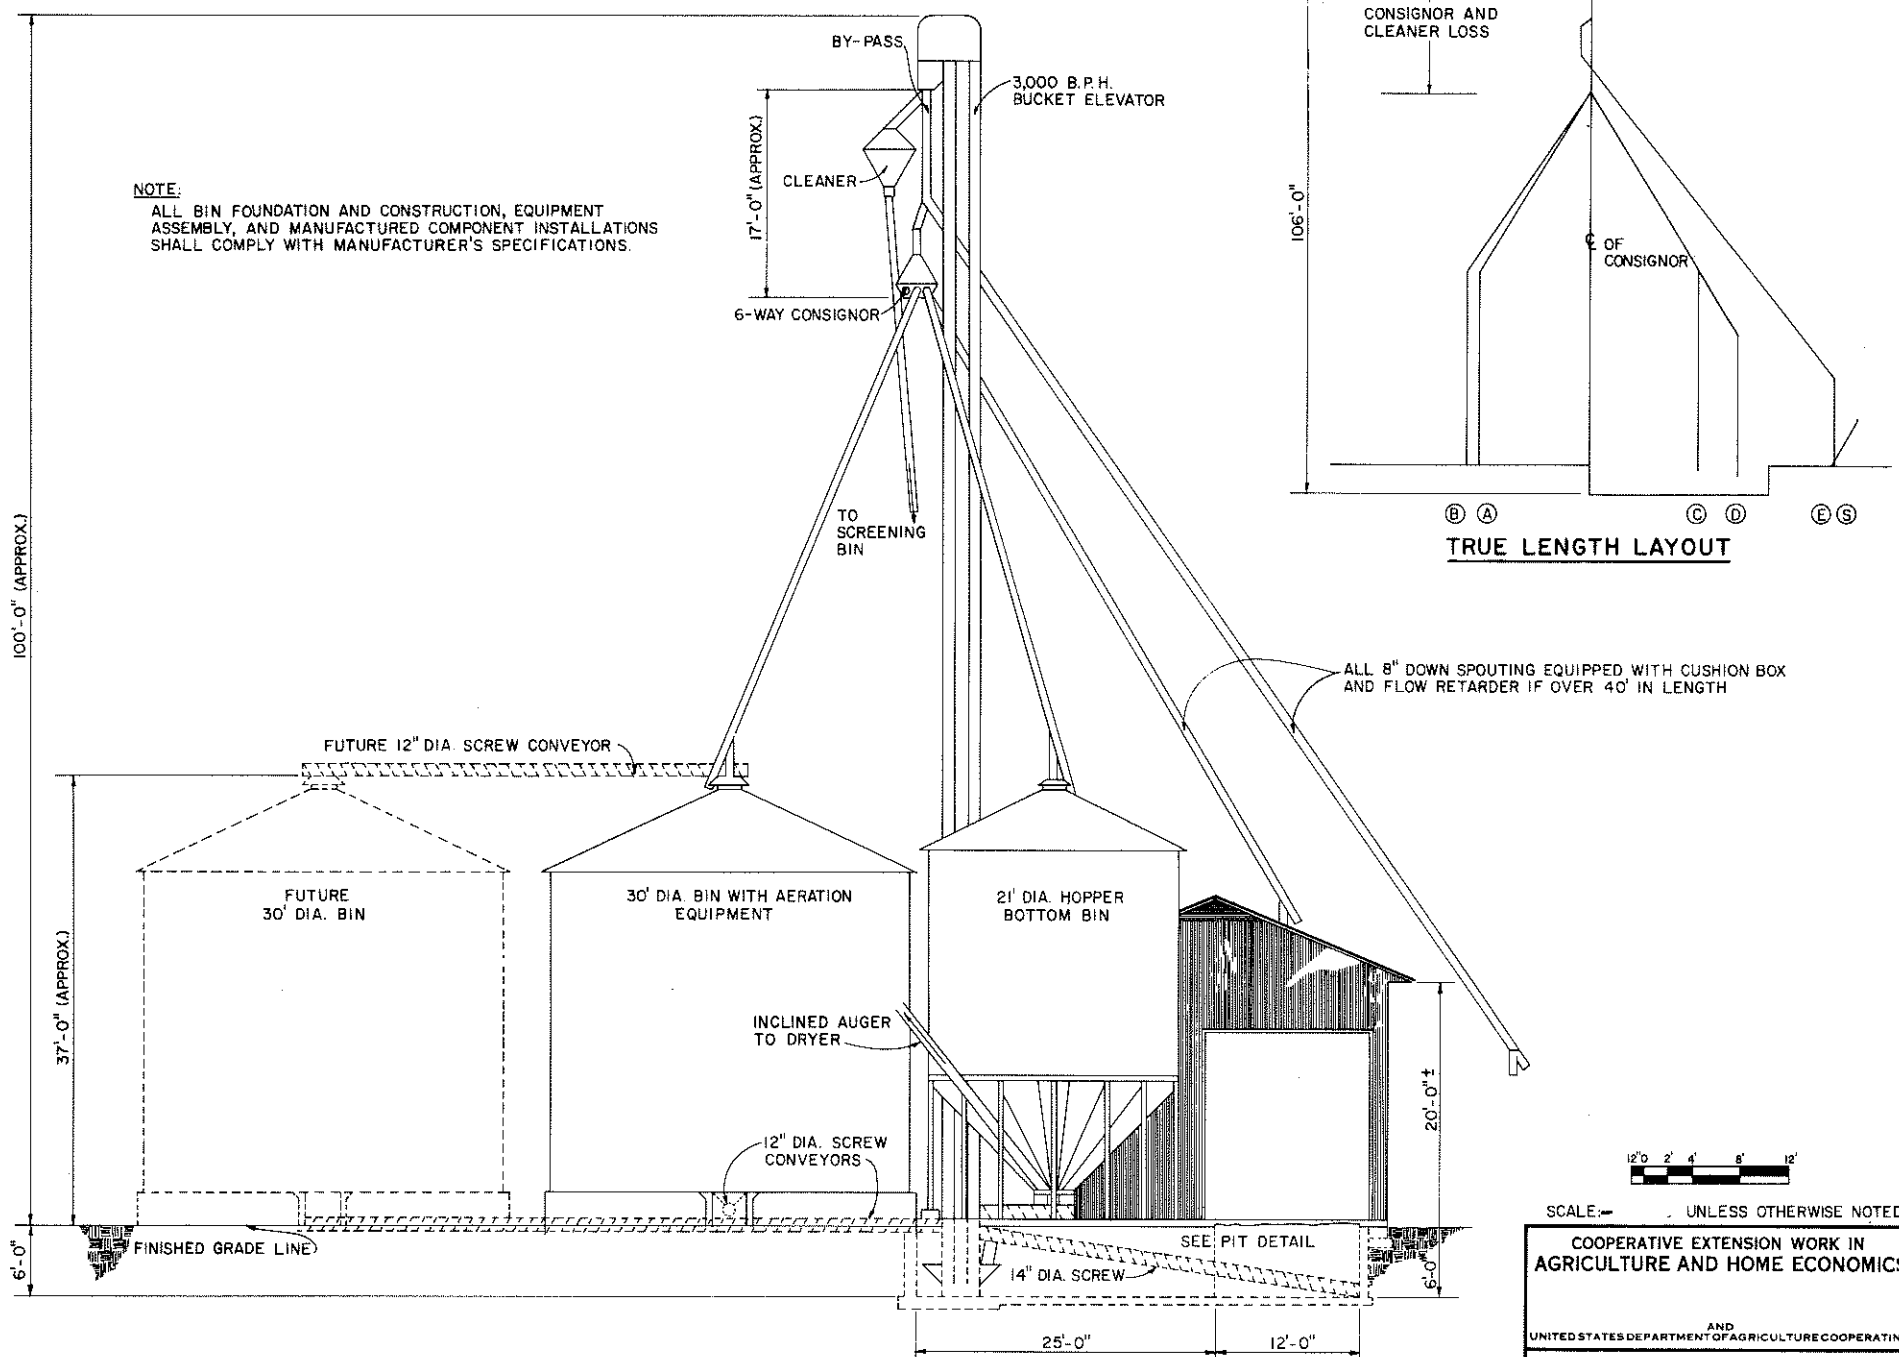 BY-PASS
3,000 B.P.H.
BUCKET ELEVATOR
17'-0" (APPROX.)
CLEANER
NOTE:
ALL BIN FOUNDATION AND CONSTRUCTION, EQUIPMENT
ASSEMBLY, AND MANUFACTURED COMPONENT INSTALLATIONS
SHALL COMPLY WITH MANUFACTURER'S SPECIFICATIONS.
6-WAY CONSIGNOR
TO
SCREENING
BIN
CONSIGNOR AND
CLEANER LOSS
106'-0"
℄ OF
CONSIGNOR
B A C D E S
TRUE LENGTH LAYOUT
100'-0" (APPROX.)
ALL 8" DOWN SPOUTING EQUIPPED WITH CUSHION BOX
AND FLOW RETARDER IF OVER 40' IN LENGTH
FUTURE 12" DIA. SCREW CONVEYOR
37'-0" (APPROX.)
FUTURE
30' DIA. BIN
30' DIA. BIN WITH AERATION
EQUIPMENT
21' DIA. HOPPER
BOTTOM BIN
INCLINED AUGER
TO DRYER
12" DIA. SCREW
CONVEYORS
20'-0" ±
FINISHED GRADE LINE
6'-0"
SEE PIT DETAIL
14" DIA. SCREW
6'-0"
25'-0"
12'-0"
12" 0 2' 4' 8' 12'
SCALE:- UNLESS OTHERWISE NOTED
COOPERATIVE EXTENSION WORK IN
AGRICULTURE AND HOME ECONOMICS
AND
UNITED STATES DEPARTMENT OF AGRICULTURE COOPERATIN